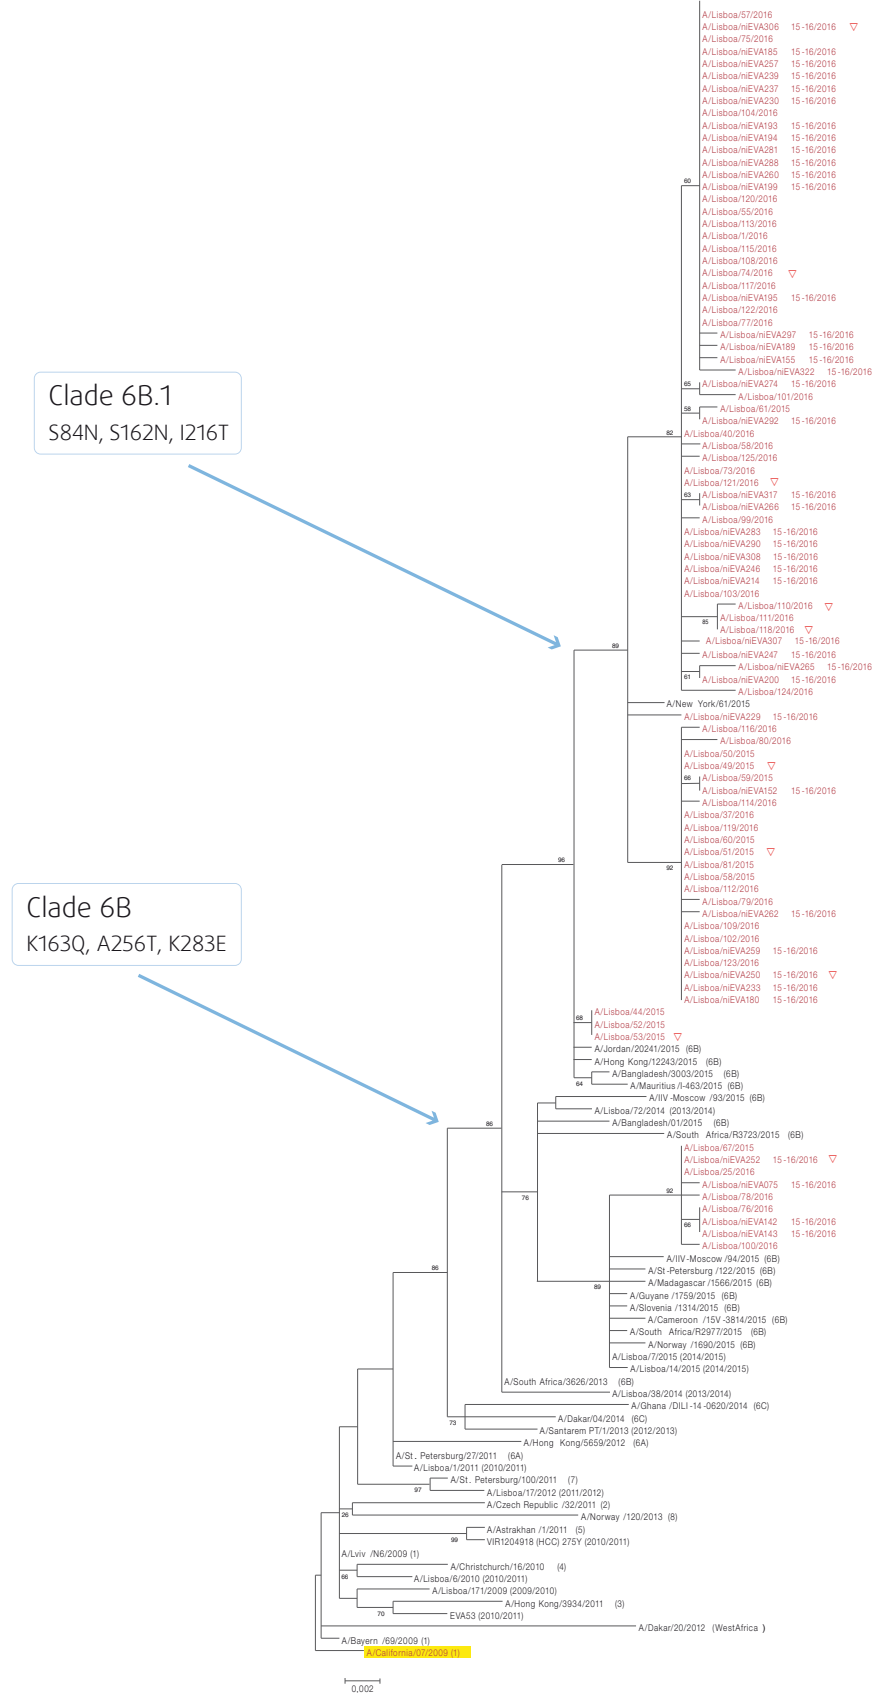 A/Lisboa/57/2016
A/Lisboa/niEVA306 15-16/2016 ▽
A/Lisboa/75/2016
A/Lisboa/niEVA185 15-16/2016
A/Lisboa/niEVA257 15-16/2016
A/Lisboa/niEVA239 15-16/2016
A/Lisboa/niEVA237 15-16/2016
A/Lisboa/niEVA230 15-16/2016
A/Lisboa/104/2016
A/Lisboa/niEVA193 15-16/2016
A/Lisboa/niEVA194 15-16/2016
A/Lisboa/niEVA281 15-16/2016
A/Lisboa/niEVA288 15-16/2016
A/Lisboa/niEVA260 15-16/2016
60
A/Lisboa/niEVA199 15-16/2016
A/Lisboa/120/2016
A/Lisboa/55/2016
A/Lisboa/113/2016
A/Lisboa/1/2016
A/Lisboa/115/2016
A/Lisboa/108/2016
A/Lisboa/74/2016 ▽
A/Lisboa/117/2016
A/Lisboa/niEVA195 15-16/2016
A/Lisboa/122/2016
A/Lisboa/77/2016
A/Lisboa/niEVA297 15-16/2016
A/Lisboa/niEVA189 15-16/2016
A/Lisboa/niEVA155 15-16/2016
A/Lisboa/niEVA322 15-16/2016
65
A/Lisboa/niEVA274 15-16/2016
A/Lisboa/101/2016
Clade 6B.1
S84N, S162N, I216T
58
A/Lisboa/61/2015
A/Lisboa/niEVA292 15-16/2016
82
A/Lisboa/40/2016
A/Lisboa/58/2016
A/Lisboa/125/2016
A/Lisboa/73/2016
A/Lisboa/121/2016 ▽
63
A/Lisboa/niEVA317 15-16/2016
A/Lisboa/niEVA266 15-16/2016
A/Lisboa/99/2016
A/Lisboa/niEVA283 15-16/2016
A/Lisboa/niEVA290 15-16/2016
A/Lisboa/niEVA308 15-16/2016
A/Lisboa/niEVA246 15-16/2016
A/Lisboa/niEVA214 15-16/2016
A/Lisboa/103/2016
A/Lisboa/110/2016 ▽
85
A/Lisboa/111/2016
A/Lisboa/118/2016 ▽
A/Lisboa/niEVA307 15-16/2016
89
A/Lisboa/niEVA247 15-16/2016
A/Lisboa/niEVA265 15-16/2016
61
A/Lisboa/niEVA200 15-16/2016
A/Lisboa/124/2016
A/New York/61/2015
A/Lisboa/niEVA229 15-16/2016
A/Lisboa/116/2016
A/Lisboa/80/2016
A/Lisboa/50/2015
A/Lisboa/49/2015 ▽
66
A/Lisboa/59/2015
A/Lisboa/niEVA152 15-16/2016
A/Lisboa/114/2016
A/Lisboa/37/2016
A/Lisboa/119/2016
A/Lisboa/60/2015
A/Lisboa/51/2015 ▽
96
92
A/Lisboa/81/2015
A/Lisboa/58/2015
A/Lisboa/112/2016
A/Lisboa/79/2016
A/Lisboa/niEVA262 15-16/2016
Clade 6B
K163Q, A256T, K283E
A/Lisboa/109/2016
A/Lisboa/102/2016
A/Lisboa/niEVA259 15-16/2016
A/Lisboa/123/2016
A/Lisboa/niEVA250 15-16/2016 ▽
A/Lisboa/niEVA233 15-16/2016
A/Lisboa/niEVA180 15-16/2016
68
A/Lisboa/44/2015
A/Lisboa/52/2015
A/Lisboa/53/2015 ▽
A/Jordan/20241/2015 (6B)
A/Hong Kong/12243/2015 (6B)
A/Bangladesh/3003/2015 (6B)
64
A/Mauritius /I-463/2015 (6B)
A/IIV-Moscow /93/2015 (6B)
A/Lisboa/72/2014 (2013/2014)
86
A/Bangladesh/01/2015 (6B)
A/South Africa/R3723/2015 (6B)
A/Lisboa/67/2015
A/Lisboa/niEVA252 15-16/2016 ▽
A/Lisboa/25/2016
A/Lisboa/niEVA075 15-16/2016
76
92
A/Lisboa/78/2016
A/Lisboa/76/2016
66
A/Lisboa/niEVA142 15-16/2016
A/Lisboa/niEVA143 15-16/2016
A/Lisboa/100/2016
A/IIV-Moscow /94/2015 (6B)
86
A/St-Petersburg /122/2015 (6B)
89
A/Madagascar /1566/2015 (6B)
A/Guyane /1759/2015 (6B)
A/Slovenia /1314/2015 (6B)
A/Cameroon /15V-3814/2015 (6B)
A/South Africa/R2977/2015 (6B)
A/Norway /1690/2015 (6B)
A/Lisboa/7/2015 (2014/2015)
A/Lisboa/14/2015 (2014/2015)
A/South Africa/3626/2013 (6B)
A/Lisboa/38/2014 (2013/2014)
A/Ghana /DILI-14-0620/2014 (6C)
73
A/Dakar/04/2014 (6C)
A/Santarem PT/1/2013 (2012/2013)
A/Hong Kong/5659/2012 (6A)
A/St. Petersburg/27/2011 (6A)
A/Lisboa/1/2011 (2010/2011)
A/St. Petersburg/100/2011 (7)
97
A/Lisboa/17/2012 (2011/2012)
A/Czech Republic /32/2011 (2)
26
A/Norway /120/2013 (8)
A/Astrakhan /1/2011 (5)
99
VIR1204918 (HCC) 275Y (2010/2011)
A/Lviv /N6/2009 (1)
A/Christchurch/16/2010 (4)
66
A/Lisboa/6/2010 (2010/2011)
A/Lisboa/171/2009 (2009/2010)
A/Hong Kong/3934/2011 (3)
70
EVA53 (2010/2011)
A/Dakar/20/2012 (WestAfrica )
A/Bayern /69/2009 (1)
A/California/07/2009 (1)
0,002